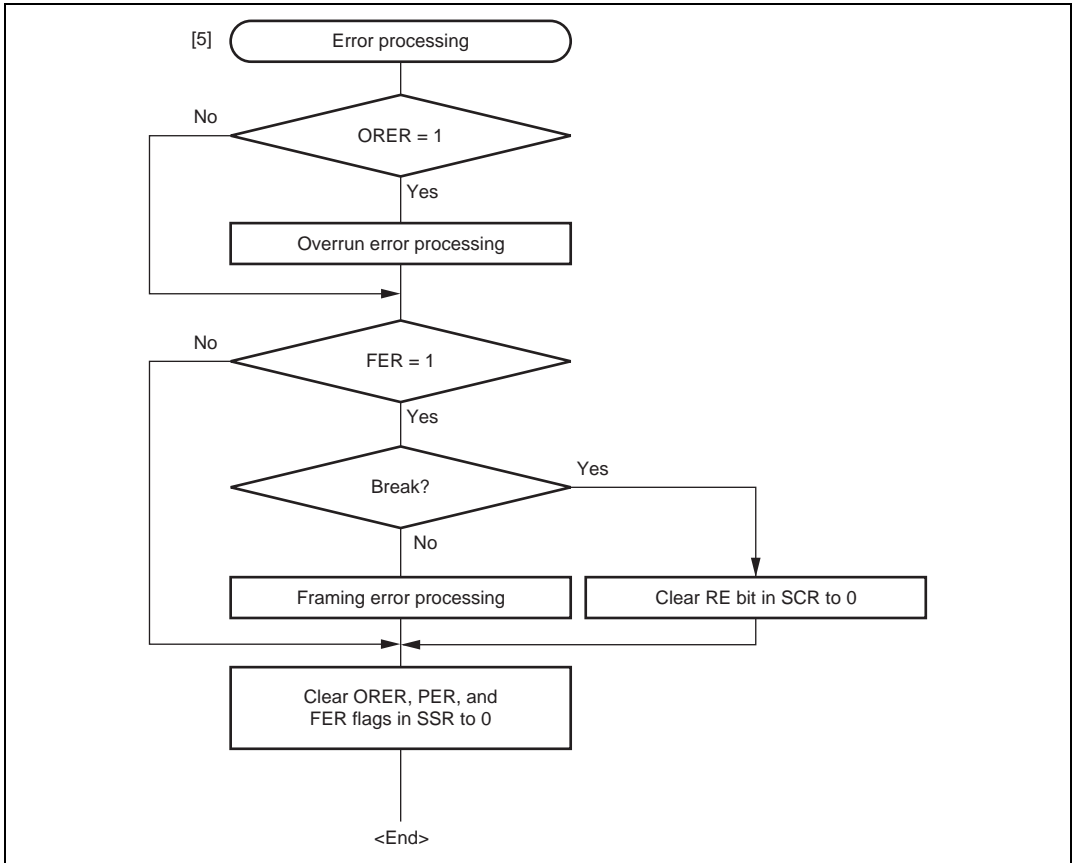 [5]
Error processing
No
ORER = 1
Yes
Overrun error processing
No
FER = 1
Yes
Break?
Yes
No
Framing error processing
Clear RE bit in SCR to 0
Clear ORER, PER, and
FER flags in SSR to 0
<End>